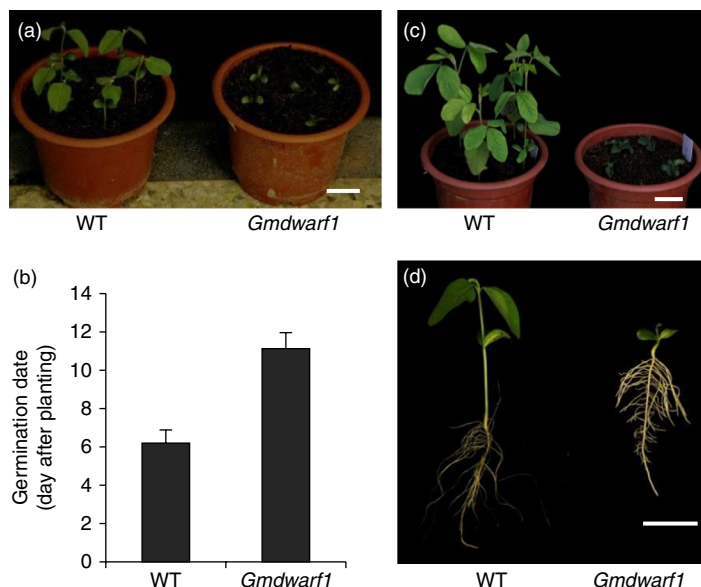 (a)
WT Gmdwarf1
(c)
WT Gmdwarf1
(b)
Germination date
(day after planting)
14
12
10
8
6
4
2
0
WT Gmdwarf1
(d)
WT Gmdwarf1